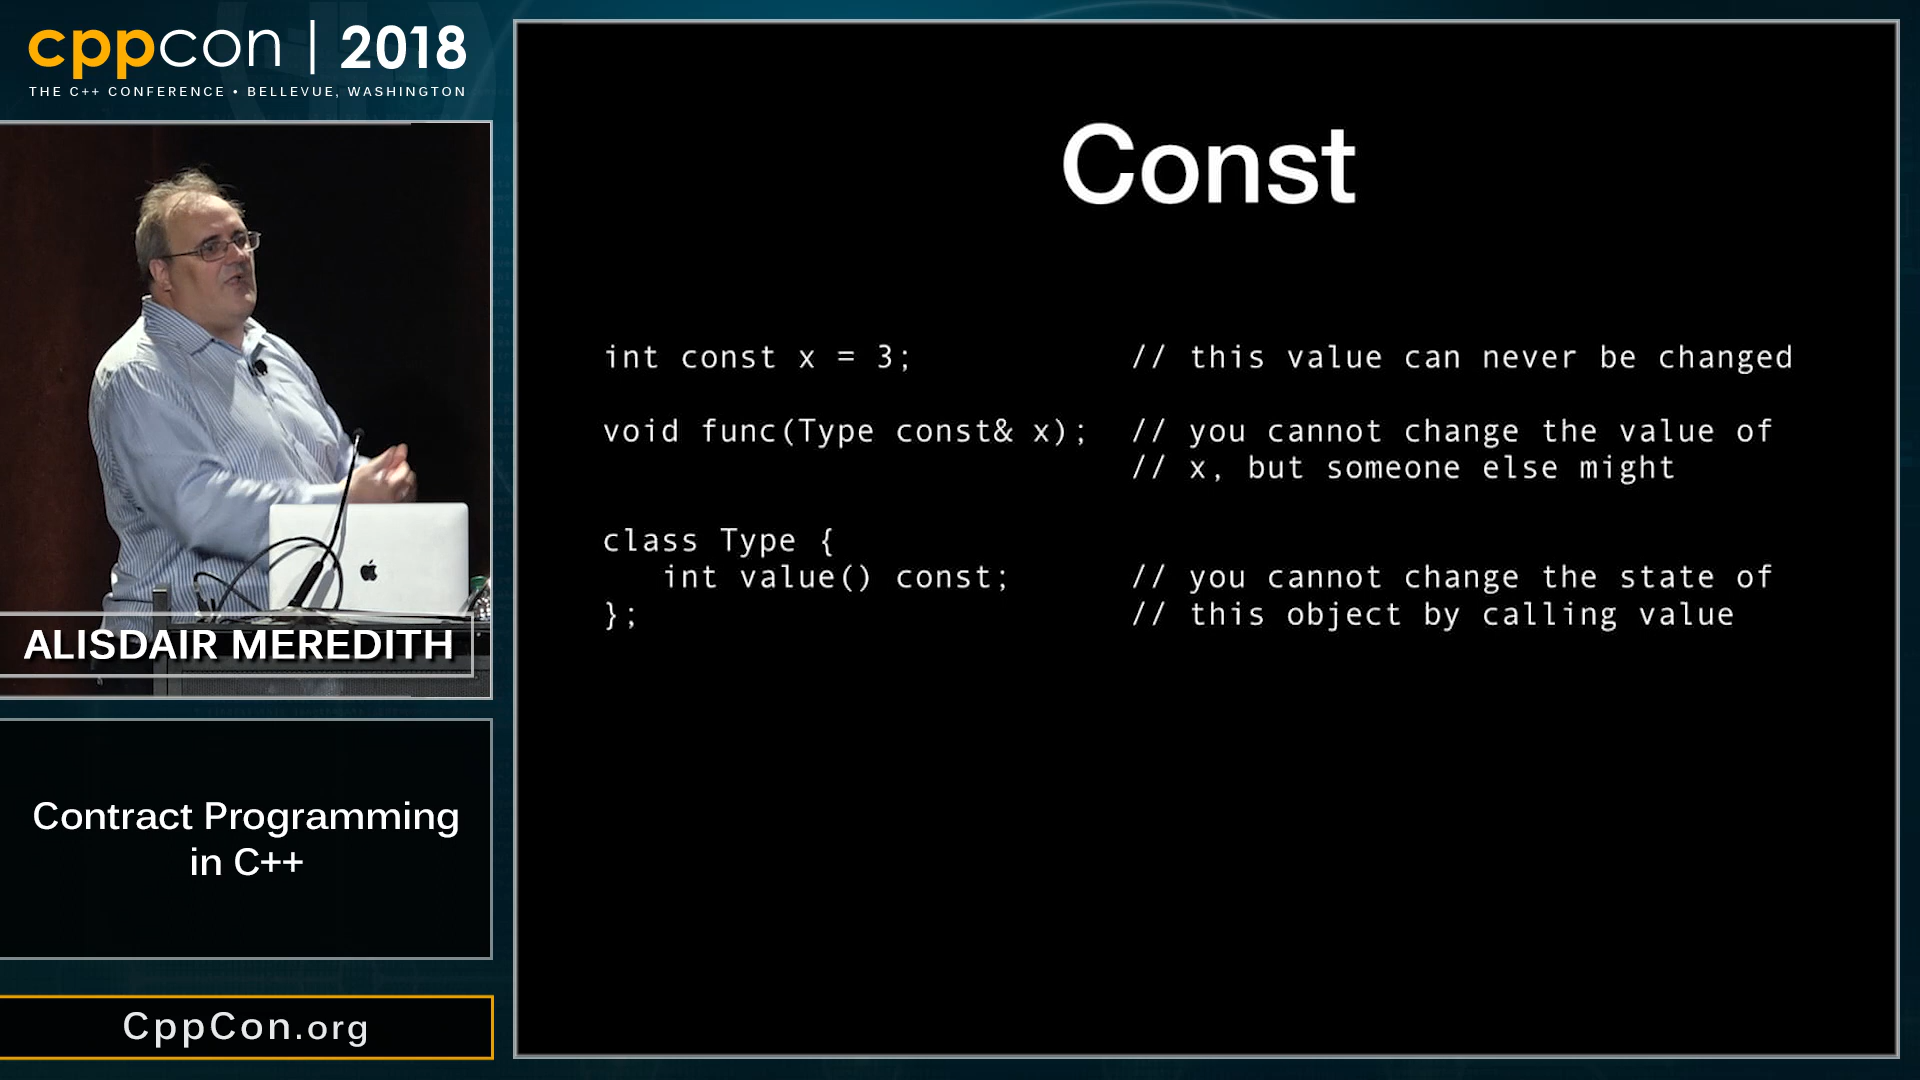 cppcon | 2018
THE C++ CONFERENCE • BELLEVUE, WASHINGTON
ALISDAIR MEREDITH
Contract Programming
in C++
CppCon.org
Const
int const x = 3; // this value can never be changed
void func(Type const& x); // you cannot change the value of
// x, but someone else might
class Type {
int value() const; // you cannot change the state of
}; // this object by calling value